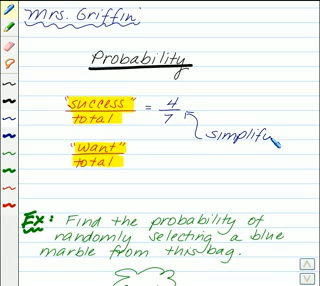 Mrs. Griffin
Probability
"success"
total
= 4
7
simplify
"want"
total
Ex: Find the probability of
randomly selecting a blue
marble from this bag.